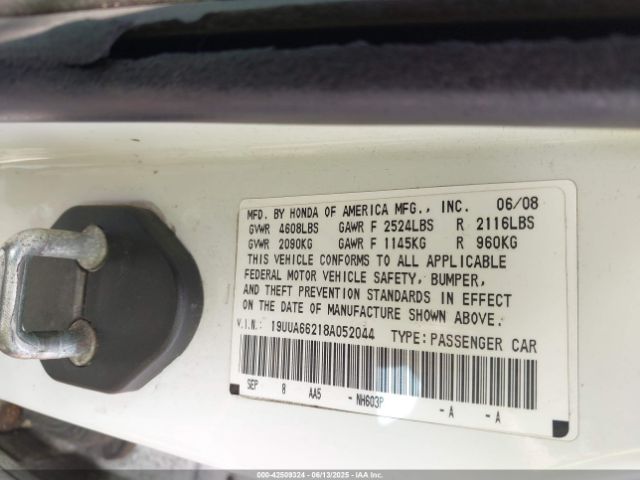 MFD. BY HONDA OF AMERICA MFG., INC. 06/08
GVWR 4608LBS GAWR F 2524LBS R 2116LBS
GVWR 2090KG GAWR F 1145KG R 960KG
THIS VEHICLE CONFORMS TO ALL APPLICABLE
FEDERAL MOTOR VEHICLE SAFETY, BUMPER,
AND THEFT PREVENTION STANDARDS IN EFFECT
ON THE DATE OF MANUFACTURE SHOWN ABOVE.
V.I.N: 19UUA66218A052044 TYPE:PASSENGER CAR
SEP 8 AA5 -NH603P -A -A
000-42509324 - 06/13/2025 - IAA Corp.